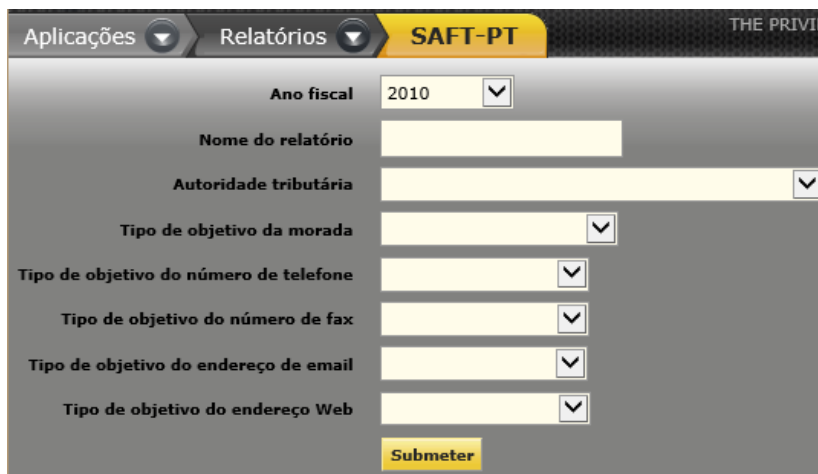 Aplicações Relatórios SAFT-PT THE PRIVI
Ano fiscal 2010
Nome do relatório
Autoridade tributária
Tipo de objetivo da morada
Tipo de objetivo do número de telefone
Tipo de objetivo do número de fax
Tipo de objetivo do endereço de email
Tipo de objetivo do endereço Web
Submeter